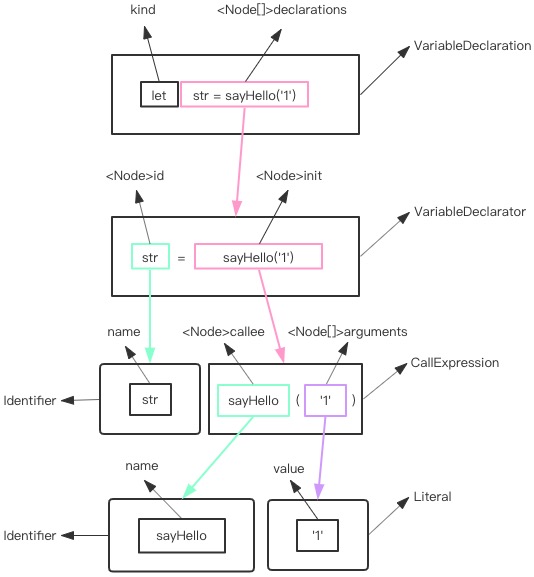 kind
<Node[]>declarations
VariableDeclaration
let
str = sayHello('1')
<Node>id
<Node>init
VariableDeclarator
str
=
sayHello('1')
name
<Node>callee
<Node[]>arguments
CallExpression
Identifier
str
sayHello
(
'1'
)
name
value
Literal
Identifier
sayHello
'1'